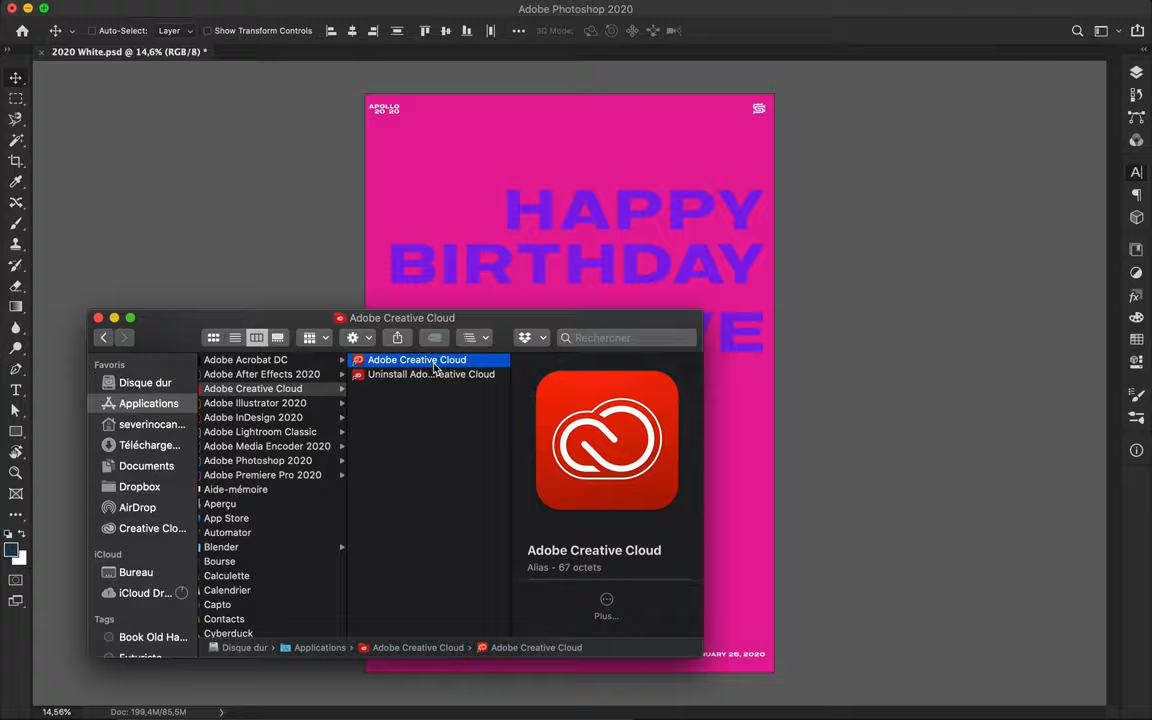 Adobe Photoshop 2020
Auto-Select: Layer Show Transform Controls 3D Mode:
2020 White.psd @ 14,6% (RGB/8) *
APOLLO
20 20
HAPPY
BIRTHDAY
VE
Adobe Creative Cloud
Rechercher
Favoris
Disque dur
Applications
severinocan...
Télécharge...
Documents
Dropbox
AirDrop
Creative Clo...
iCloud
Bureau
iCloud Dr...
Tags
Book Old Ha...
Futuriste
Adobe Acrobat DC
Adobe After Effects 2020
Adobe Creative Cloud
Adobe Illustrator 2020
Adobe InDesign 2020
Adobe Lightroom Classic
Adobe Media Encoder 2020
Adobe Photoshop 2020
Adobe Premiere Pro 2020
Aide-mémoire
Aperçu
App Store
Automator
Blender
Bourse
Calculette
Calendrier
Capto
Contacts
Cyberduck
Adobe Creative Cloud
Uninstall Ado...eative Cloud
Adobe Creative Cloud
Alias - 67 octets
Plus...
Disque dur › Applications › Adobe Creative Cloud › Adobe Creative Cloud
UARY 25, 2020
14,56% Doc: 199,4M/85,5M